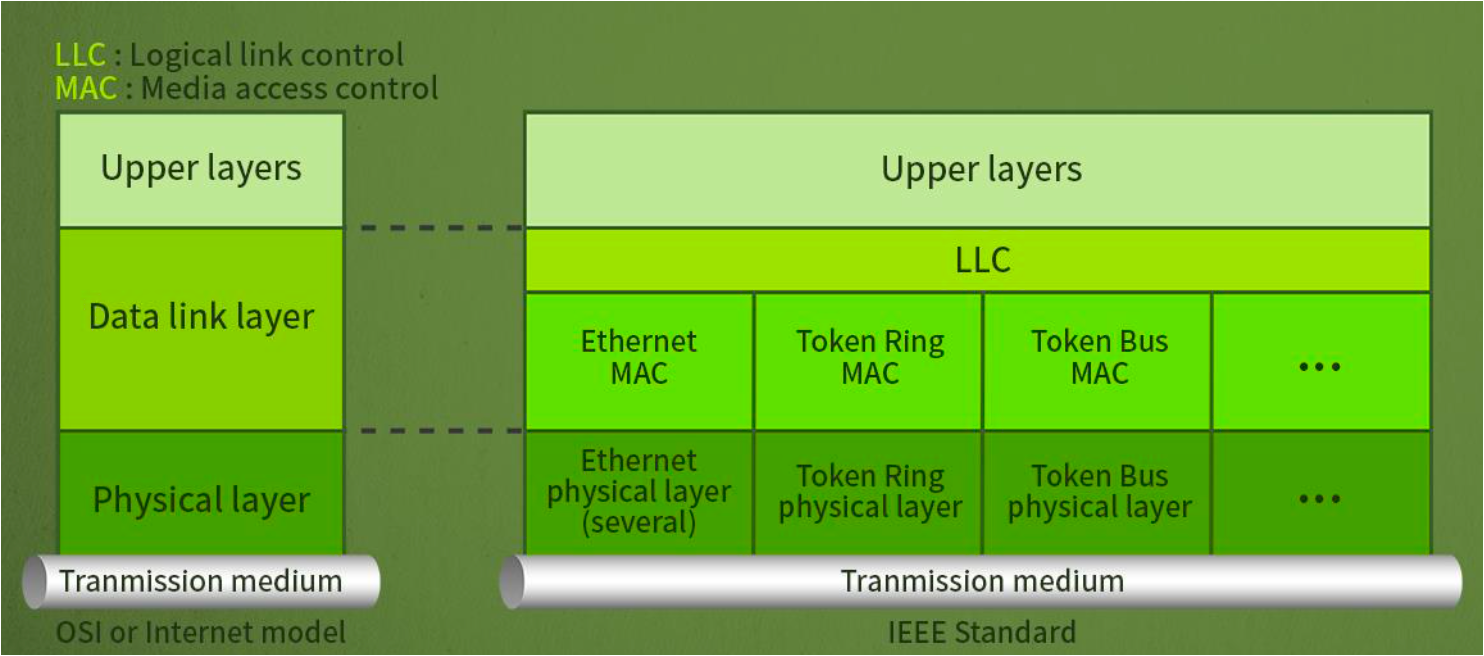 LLC : Logical link control
MAC : Media access control
Upper layers
Data link layer
Physical layer
Tranmission medium
OSI or Internet model
Upper layers
LLC
Ethernet
MAC
Token Ring
MAC
Token Bus
MAC
...
Ethernet
physical layer
(several)
Token Ring
physical layer
Token Bus
physical layer
...
Tranmission medium
IEEE Standard